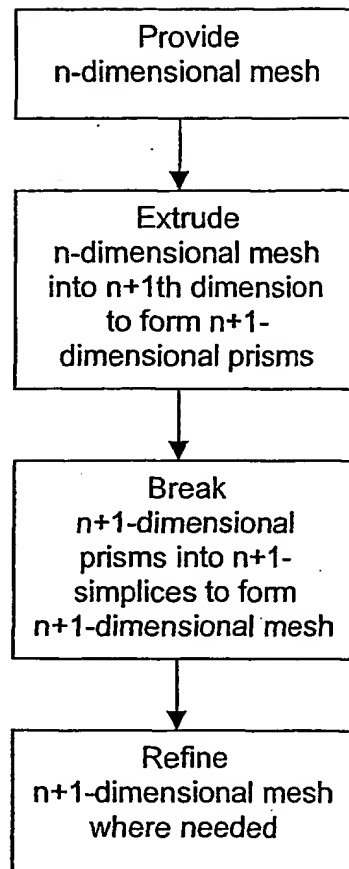 Provide
n-dimensional mesh
Extrude
n-dimensional mesh
into n+1th dimension
to form n+1-
dimensional prisms
Break
n+1-dimensional
prisms into n+1-
simplices to form
n+1-dimensional mesh
Refine
n+1-dimensional mesh
where needed